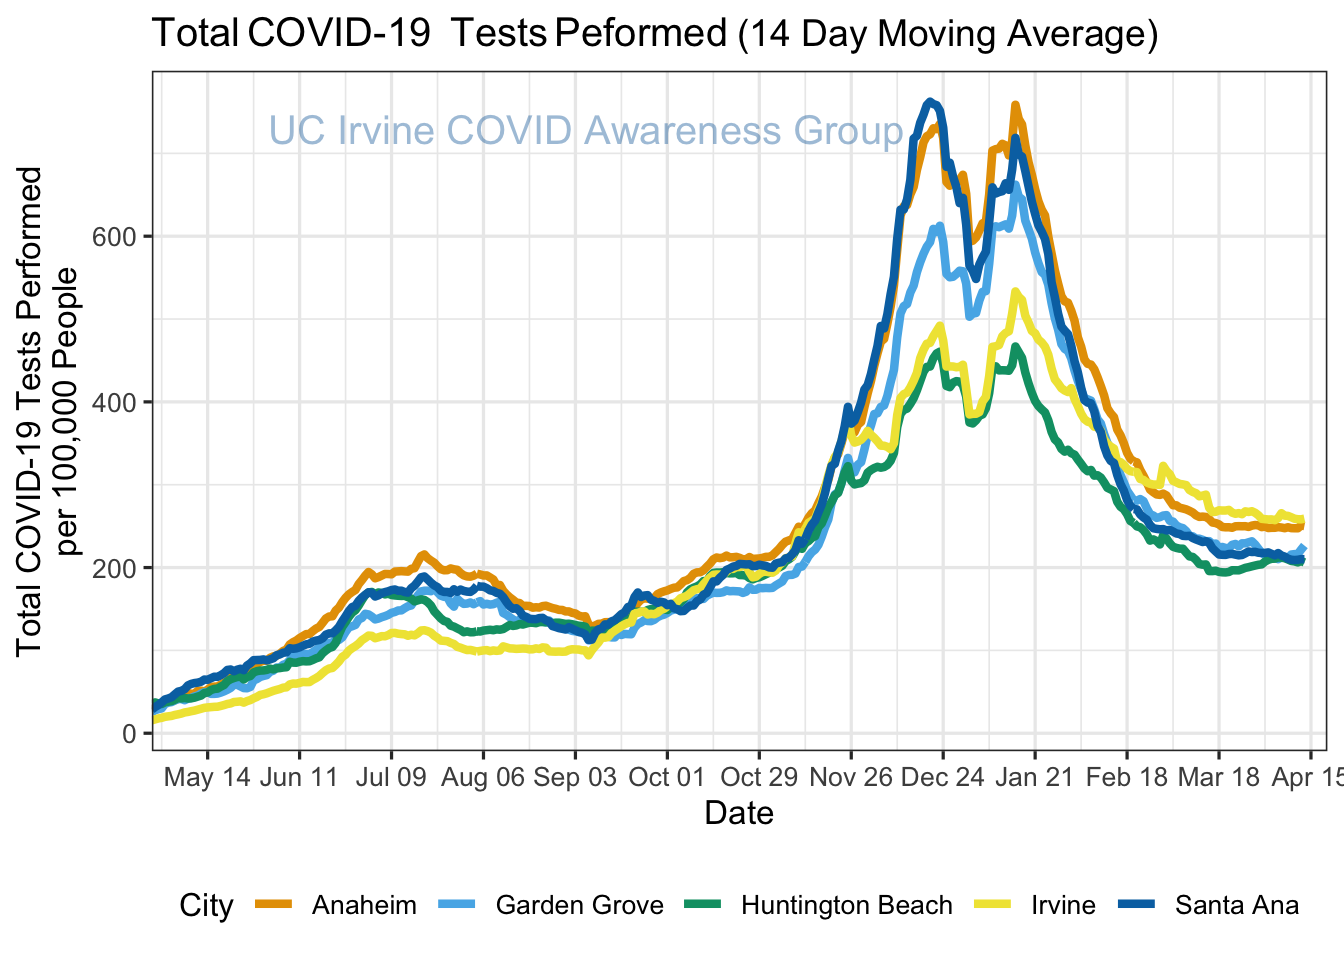 Total COVID-19  Tests Peformed (14 Day Moving Average)
UC Irvine COVID Awareness Group
Total COVID-19 Tests Performed
per 100,000 People
600
400
200
0
May 14 Jun 11 Jul 09 Aug 06 Sep 03 Oct 01 Oct 29 Nov 26 Dec 24 Jan 21 Feb 18 Mar 18 Apr 15
Date
City Anaheim Garden Grove Huntington Beach Irvine Santa Ana